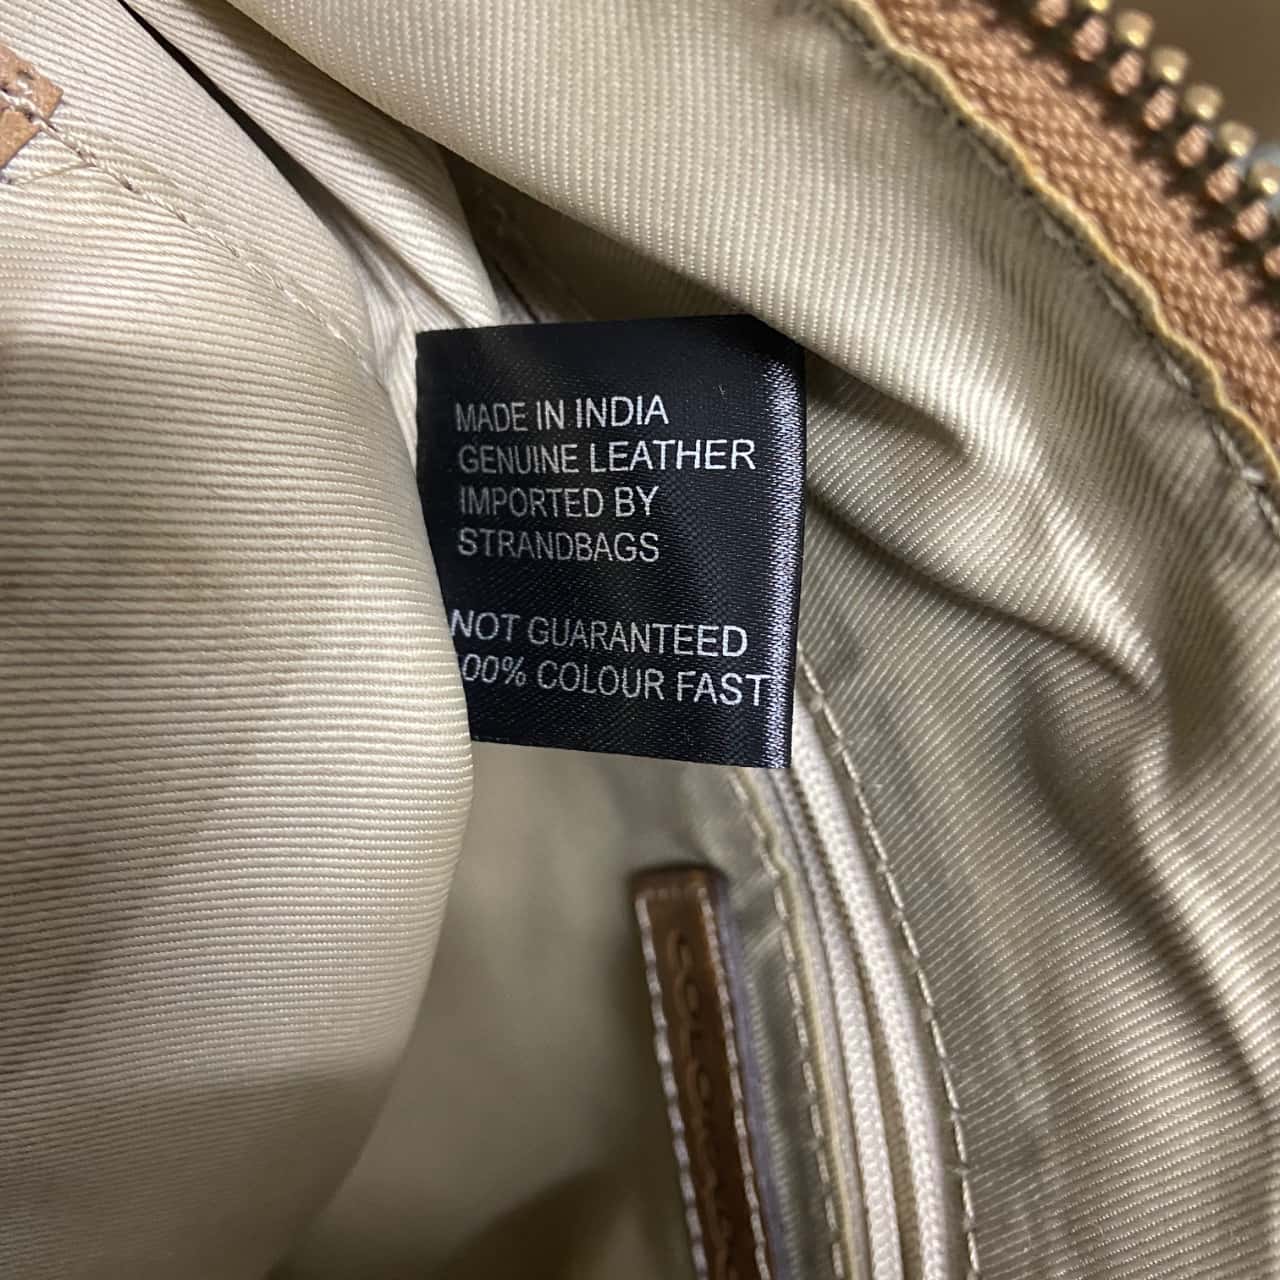 MADE IN INDIA
GENUINE LEATHER
IMPORTED BY
STRANDBAGS
NOT GUARANTEED
00% COLOUR FAST